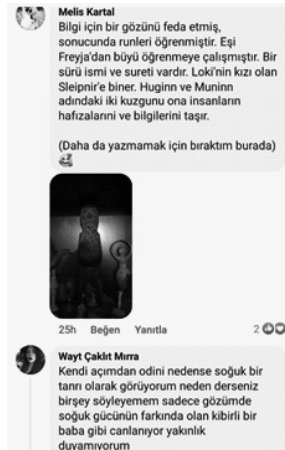 Melis Kartal
Bilgi için bir gözünü feda etmiş,
sonucunda runleri öğrenmiştir. Eşi
Freyja'dan büyü öğrenmeye çalışmıştır. Bir
sürü ismi ve sureti vardır. Loki'nin kızı olan
Sleipnir'e biner. Huginn ve Muninn
adındaki iki kuzgunu ona insanların
hafızalarını ve bilgilerini taşır.
(Daha da yazmamak için bıraktım burada)
25h Beğen Yanıtla 2
Wayt Çaklıt Mırra
Kendi açımdan odini nedense soğuk bir
tanrı olarak görüyorum neden derseniz
birşey söyleyemem sadece gözümde
soğuk gücünün farkında olan kibirli bir
baba gibi canlanıyor yakınlık
duyamıyorum